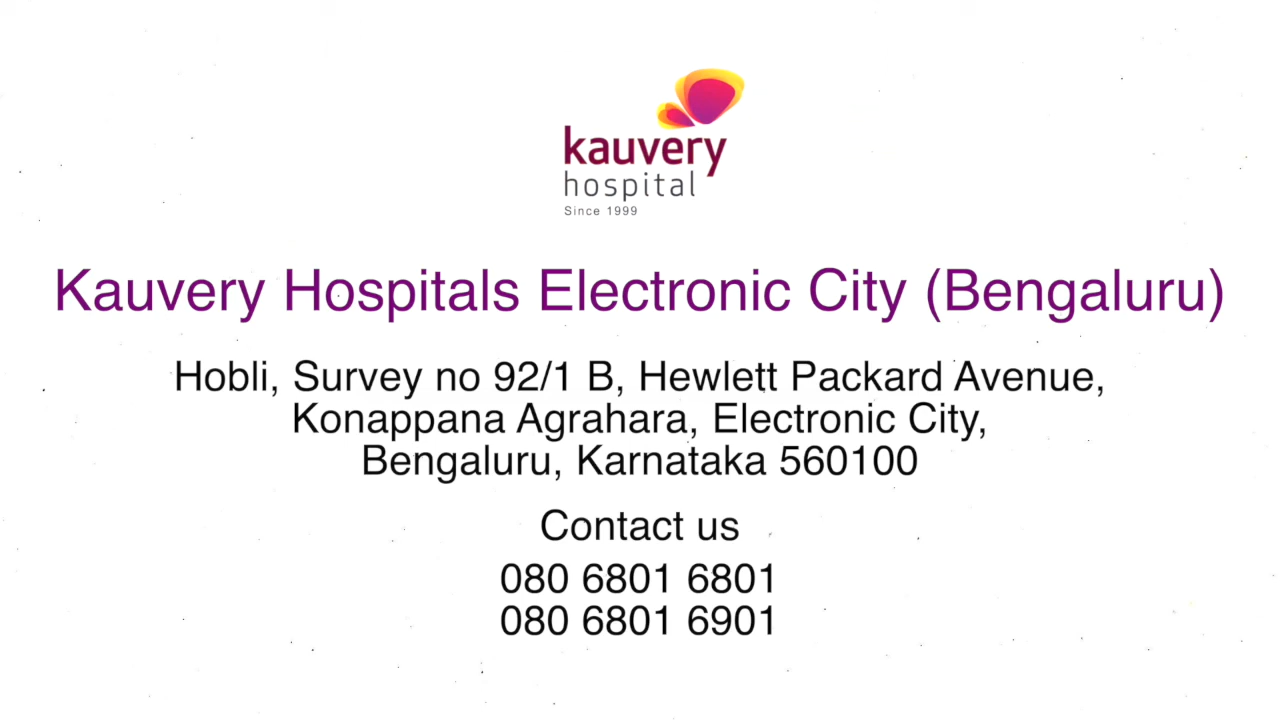 kauvery
hospital
Since 1999
Kauvery Hospitals Electronic City (Bengaluru)
Hobli, Survey no 92/1 B, Hewlett Packard Avenue,
Konappana Agrahara, Electronic City,
Bengaluru, Karnataka 560100
Contact us
080 6801 6801
080 6801 6901